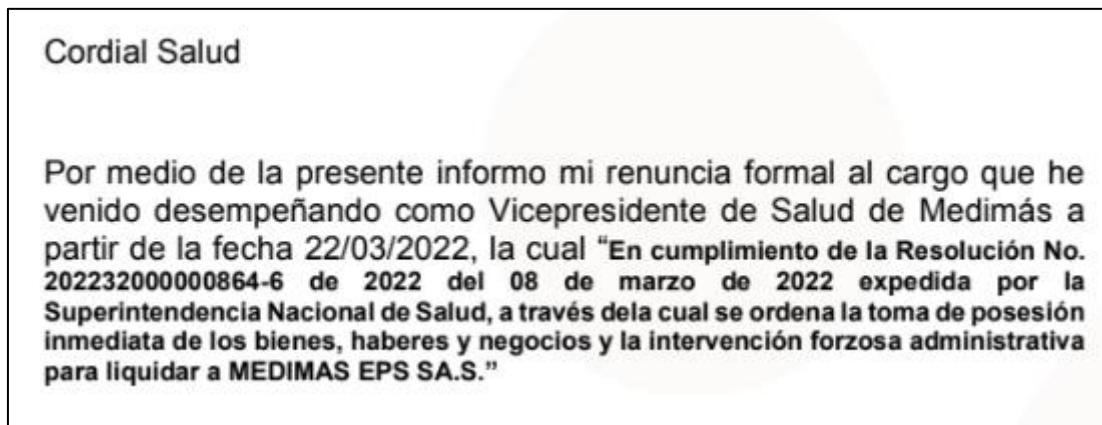 Cordial Salud
Por medio de la presente informo mi renuncia formal al cargo que he
venido desempeñando como Vicepresidente de Salud de Medimás a
partir de la fecha 22/03/2022, la cual “En cumplimiento de la Resolución No.
202232000000864-6 de 2022 del 08 de marzo de 2022 expedida por la
Superintendencia Nacional de Salud, a través dela cual se ordena la toma de posesión
inmediata de los bienes, haberes y negocios y la intervención forzosa administrativa
para liquidar a MEDIMAS EPS SA.S.”